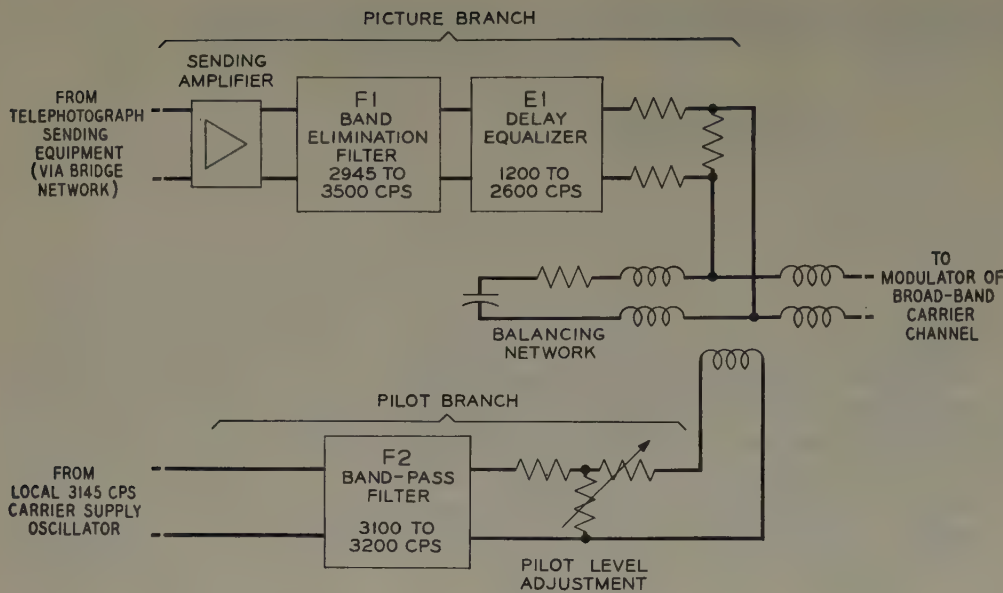 PICTURE BRANCH
SENDING
AMPLIFIER
FROM
TELEPHOTOGRAPH
SENDING
EQUIPMENT
(VIA BRIDGE
NETWORK)
F1
BAND
ELIMINATION
FILTER
2945 TO
3500 CPS
E1
DELAY
EQUALIZER
1200 TO
2600 CPS
TO
MODULATOR OF
BROAD-BAND
CARRIER
CHANNEL
BALANCING
NETWORK
PILOT BRANCH
FROM
LOCAL 3145 CPS
CARRIER SUPPLY
OSCILLATOR
F2
BAND-PASS
FILTER
3100 TO
3200 CPS
PILOT LEVEL
ADJUSTMENT